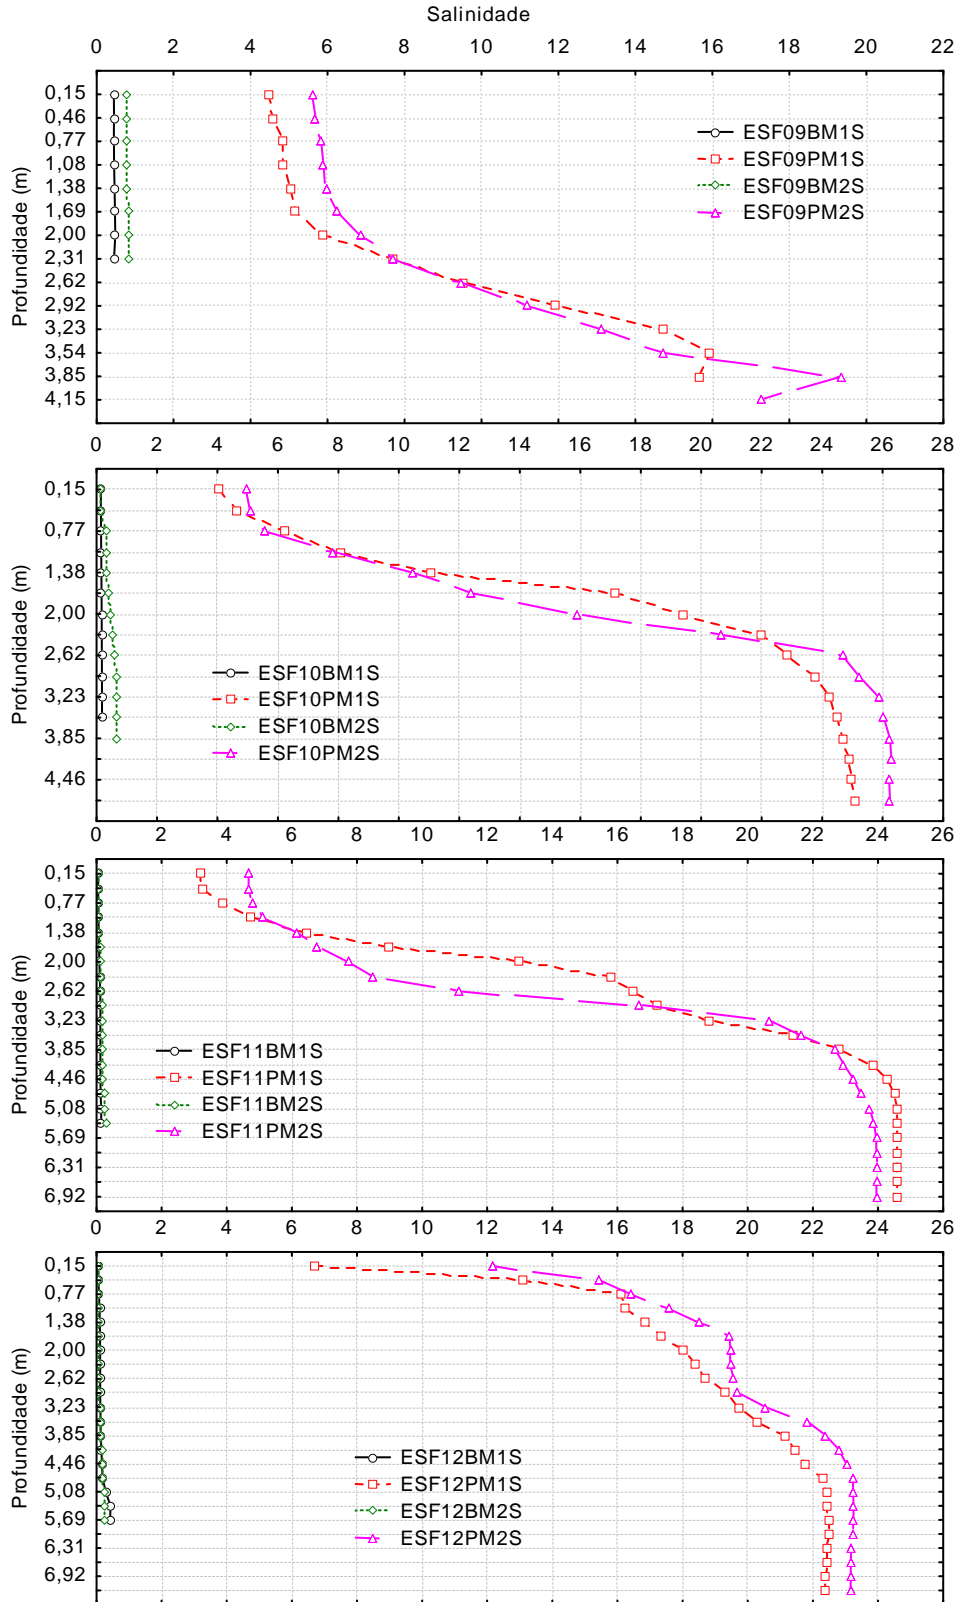 Salinidade
0 2 4 6 8 10 12 14 16 18 20 22
Profundidade (m)
0,15
0,46
0,77
1,08
1,38
1,69
2,00
2,31
2,62
2,92
3,23
3,54
3,85
4,15
ESF09BM1S
ESF09PM1S
ESF09BM2S
ESF09PM2S
0 2 4 6 8 10 12 14 16 18 20 22 24 26 28
Profundidade (m)
0,15
0,77
1,38
2,00
2,62
3,23
3,85
4,46
ESF10BM1S
ESF10PM1S
ESF10BM2S
ESF10PM2S
0 2 4 6 8 10 12 14 16 18 20 22 24 26
Profundidade (m)
0,15
0,77
1,38
2,00
2,62
3,23
3,85
4,46
5,08
5,69
6,31
6,92
ESF11BM1S
ESF11PM1S
ESF11BM2S
ESF11PM2S
0 2 4 6 8 10 12 14 16 18 20 22 24 26
Profundidade (m)
0,15
0,77
1,38
2,00
2,62
3,23
3,85
4,46
5,08
5,69
6,31
6,92
ESF12BM1S
ESF12PM1S
ESF12BM2S
ESF12PM2S